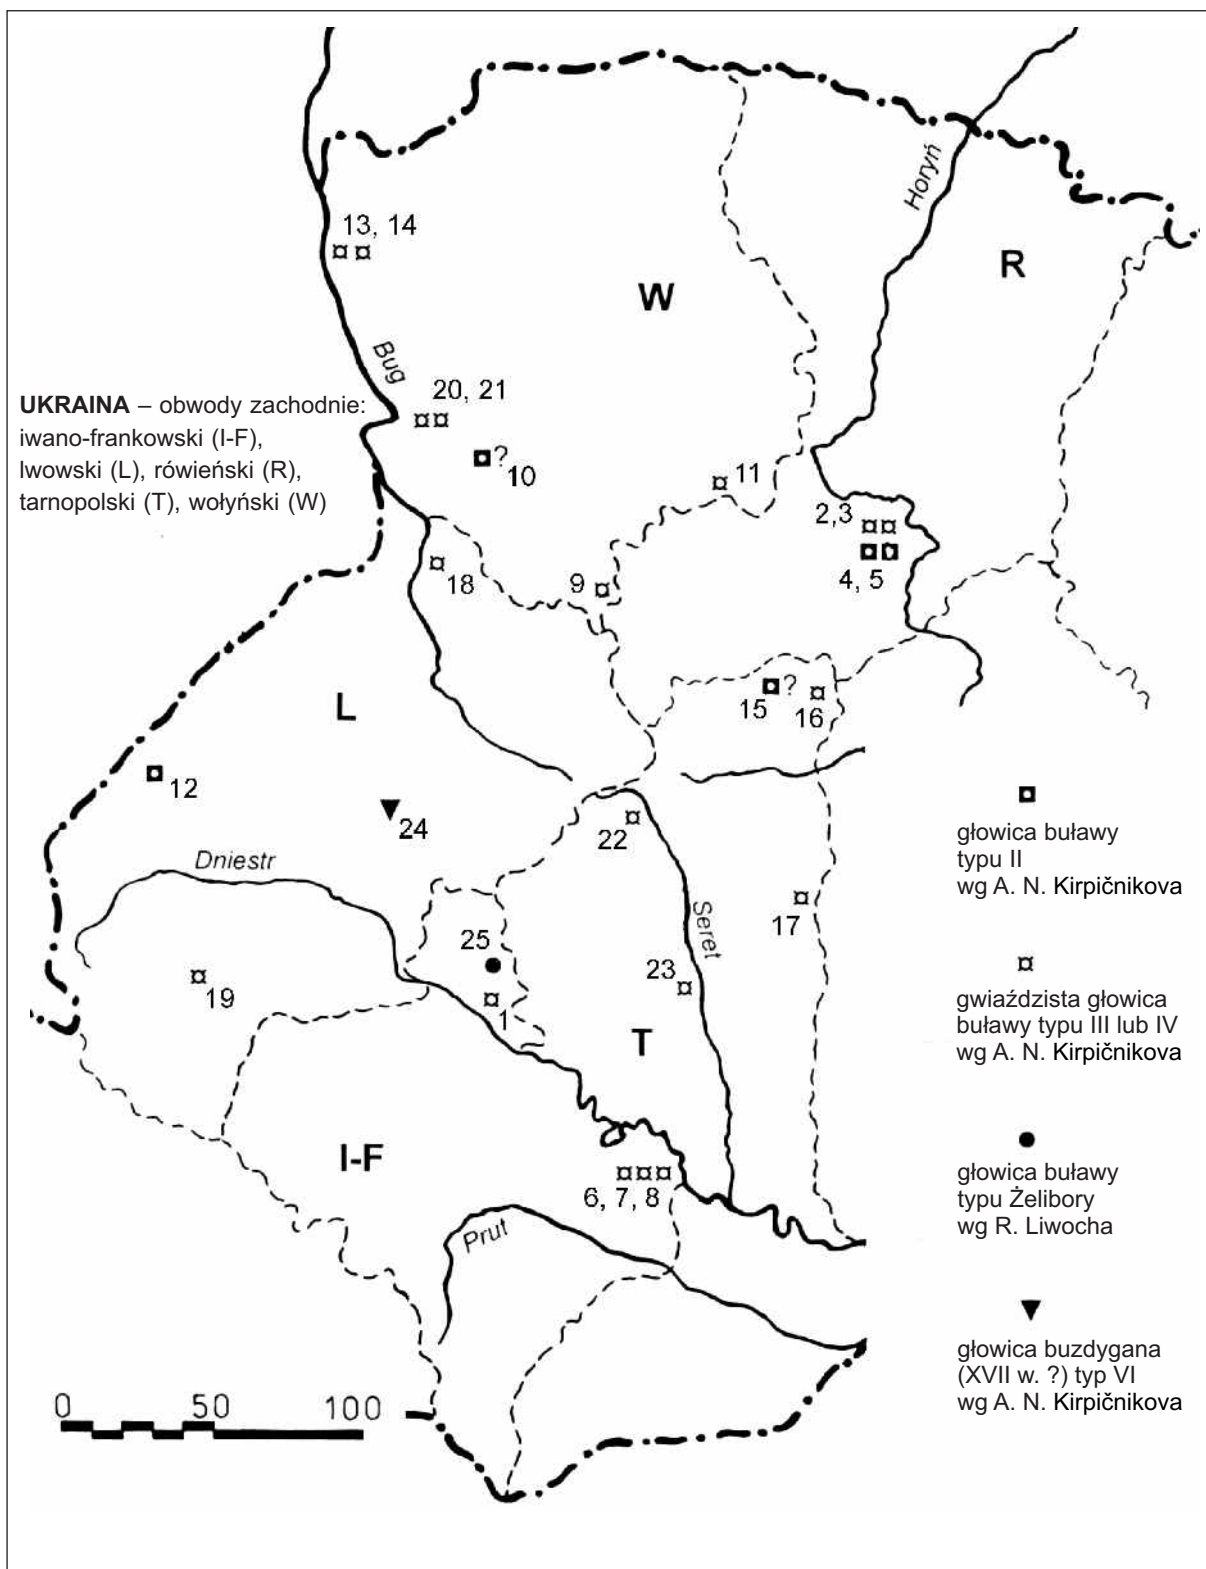 Horyń
13, 14
R
W
Bug
20, 21
UKRAINA – obwody zachodnie:
iwano-frankowski (I-F),
lwowski (L), rówieński (R),
tarnopolski (T), wołyński (W)
?
10
11
2,3
4, 5
18
9
L
15
?
16
12
24
22
Dniestr
głowica buławy
typu II
wg A. N. Kirpičnikova
Seret
17
25
23
19
1
T
gwiaździsta głowica
buławy typu III lub IV
wg A. N. Kirpičnikova
I-F
6, 7, 8
Prut
głowica buławy
typu Żelibory
wg R. Liwocha
głowica buzdygana
(XVII w. ?) typ VI
wg A. N. Kirpičnikova
0 50 100